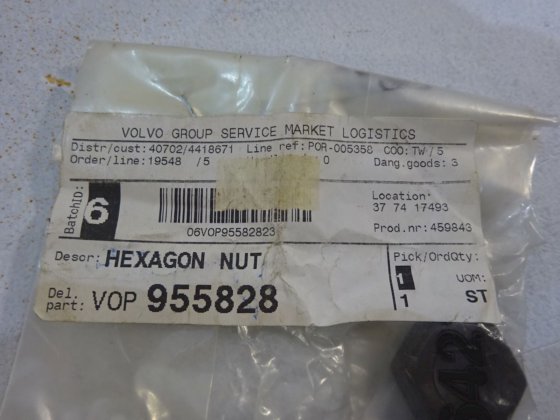 VOLVO GROUP SERVICE MARKET LOGISTICS
Distr/cust:40702/4418671 Line ref:POR-005358 COO:TW / 5
Order/line:19548 /5 0 Dang.goods: 3
BatchID: 6
Location:
37 74 17493
06VOP95582823
Prod.nr:459843
Descr: HEXAGON NUT
Pick/OrdQty:
1 UOM:
Del. part: VOP 955828
1 ST
942